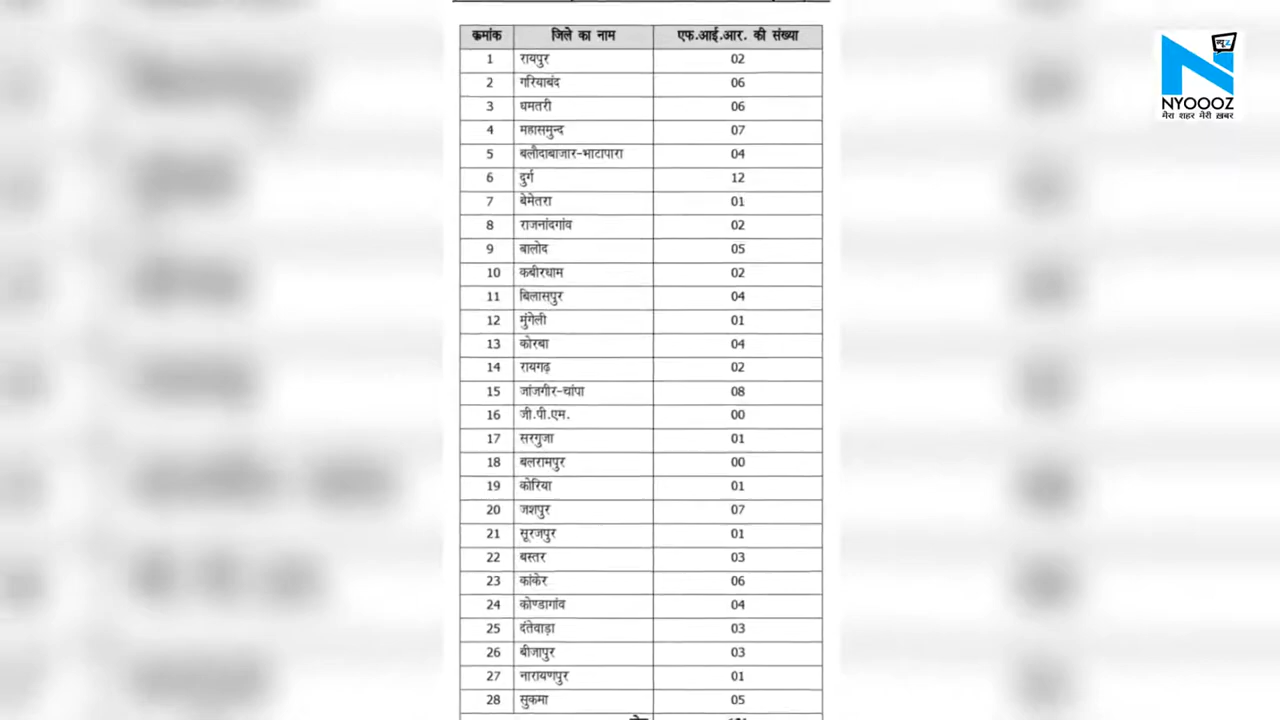 क्रमांक जिले का नाम एफ.आई.आर. की संख्या
1 रायपुर 02
2 गरियाबंद 06
3 धमतरी 06
4 महासमुन्द 07
5 बलौदाबाजार-भाटापारा 04
6 दुर्ग 12
7 बेमेतरा 01
8 राजनांदगांव 02
9 बालोद 05
10 कबीरधाम 02
11 बिलासपुर 04
12 मुंगेली 01
13 कोरबा 04
14 रायगढ़ 02
15 जांजगीर-चांपा 08
16 जी.पी.एम. 00
17 सरगुजा 01
18 बलरामपुर 00
19 कोरिया 01
20 जशपुर 07
21 सूरजपुर 01
22 बस्तर 03
23 कांकेर 06
24 कोण्डागांव 04
25 दंतेवाड़ा 03
26 बीजापुर 03
27 नारायणपुर 01
28 सुकमा 05
न्यूz
NYOOOZ
मेरा शहर मेरी ख़बर